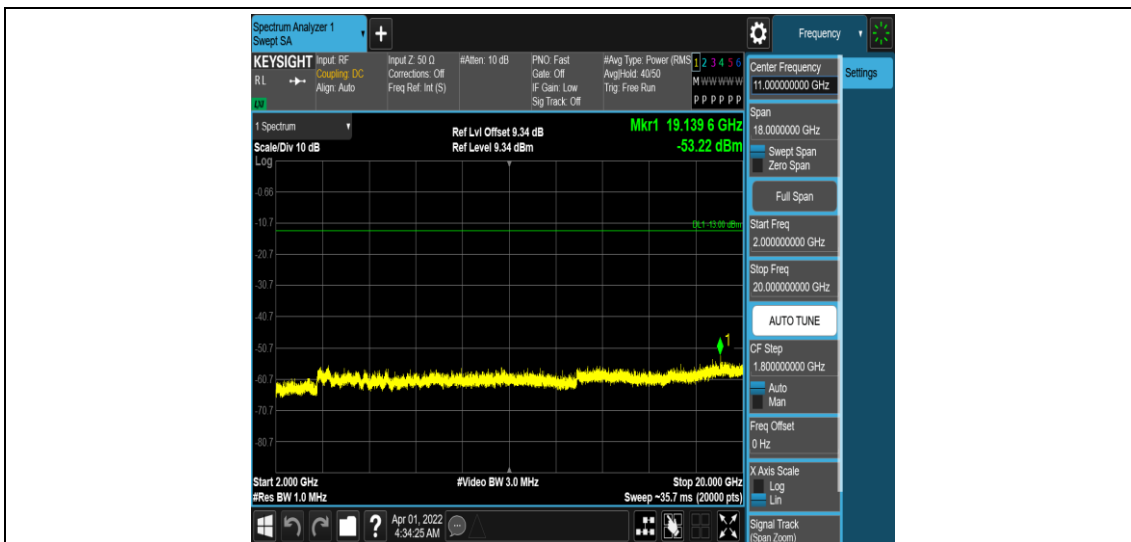 Spectrum Analyzer 1
Swept SA
+
Frequency
KEYSIGHT
RL
Input: RF
Coupling: DC
Align: Auto
Input Z: 50 Ω
Corrections: Off
Freq Ref: Int (S)
#Atten: 10 dB
PNO: Fast
Gate: Off
IF Gain: Low
Sig Track: Off
#Avg Type: Power (RMS
Avg|Hold: 40/50
Trig: Free Run
1 2 3 4 5 6
M W W W W W
P P P P P P
1 Spectrum
Scale/Div 10 dB
Ref Lvl Offset 9.34 dB
Ref Level 9.34 dBm
Mkr1 19.139 6 GHz
-53.22 dBm
Log
-0.66
-10.7
-20.7
-30.7
-40.7
-50.7
-60.7
-70.7
-80.7
DL1 -13.00 dBm
1
Start 2.000 GHz
#Res BW 1.0 MHz
#Video BW 3.0 MHz
Stop 20.000 GHz
Sweep ~35.7 ms (20000 pts)
Center Frequency
11.000000000 GHz
Settings
Span
18.0000000 GHz
Swept Span
Zero Span
Full Span
Start Freq
2.000000000 GHz
Stop Freq
20.000000000 GHz
AUTO TUNE
CF Step
1.800000000 GHz
Auto
Man
Freq Offset
0 Hz
X Axis Scale
Log
Lin
Signal Track
(Span Zoom)
?
Apr 01, 2022
4:34:25 AM